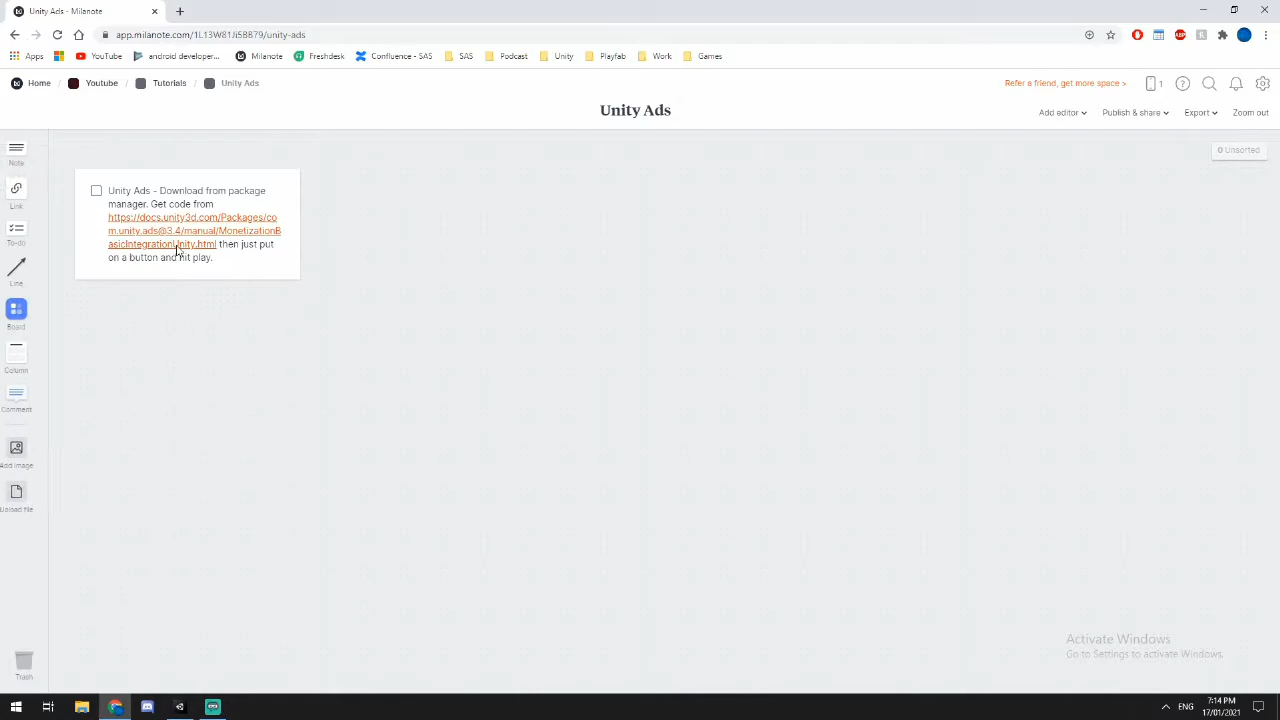 Unity Ads - Milanote
app.milanote.com/1L13W81Ji5B879/unity-ads
Apps
YouTube
android developer...
Milanote
Freshdesk
Confluence - SAS
SAS
Podcast
Unity
Playfab
Work
Games
Home / Youtube / Tutorials / Unity Ads
Refer a friend, get more space >
1
Unity Ads
Add editor
Publish & share
Export
Zoom out
0 Unsorted
Note
Link
To-do
Line
Board
Column
Comment
Add image
Upload file
Trash
Unity Ads - Download from package
manager. Get code from
https://docs.unity3d.com/Packages/co
m.unity.ads@3.4/manual/MonetizationB
asicIntegrationUnity.html then just put
on a button and hit play.
Activate Windows
Go to Settings to activate Windows.
ENG
7:14 PM
17/01/2021